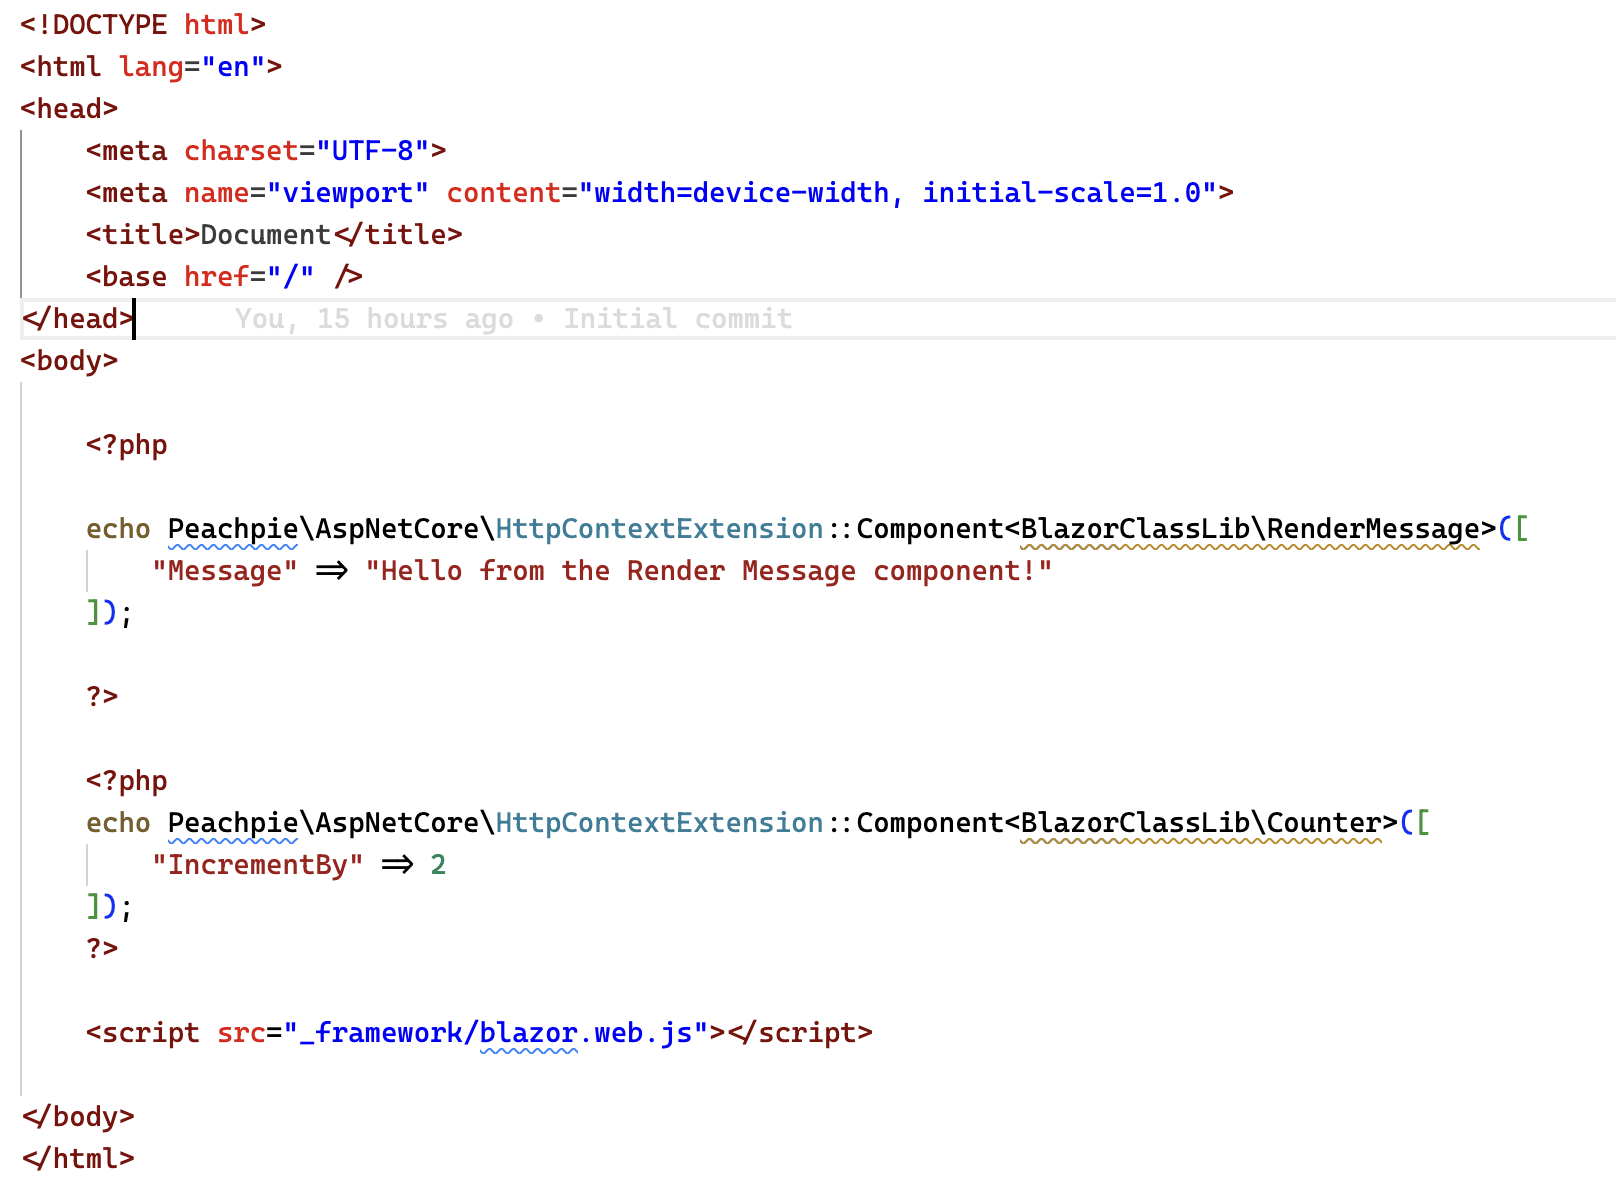 <!DOCTYPE html>
<html lang="en">
<head>
    <meta charset="UTF-8">
    <meta name="viewport" content="width=device-width, initial-scale=1.0">
    <title>Document</title>
    <base href="/" />
</head>      You, 15 hours ago • Initial commit
<body>

    <?php

    echo Peachpie\AspNetCore\HttpContextExtension::Component<BlazorClassLib\RenderMessage>([
        "Message" => "Hello from the Render Message component!"
    ]);

    ?>

    <?php
    echo Peachpie\AspNetCore\HttpContextExtension::Component<BlazorClassLib\Counter>([
        "IncrementBy" => 2
    ]);
    ?>

    <script src="_framework/blazor.web.js"></script>

</body>
</html>